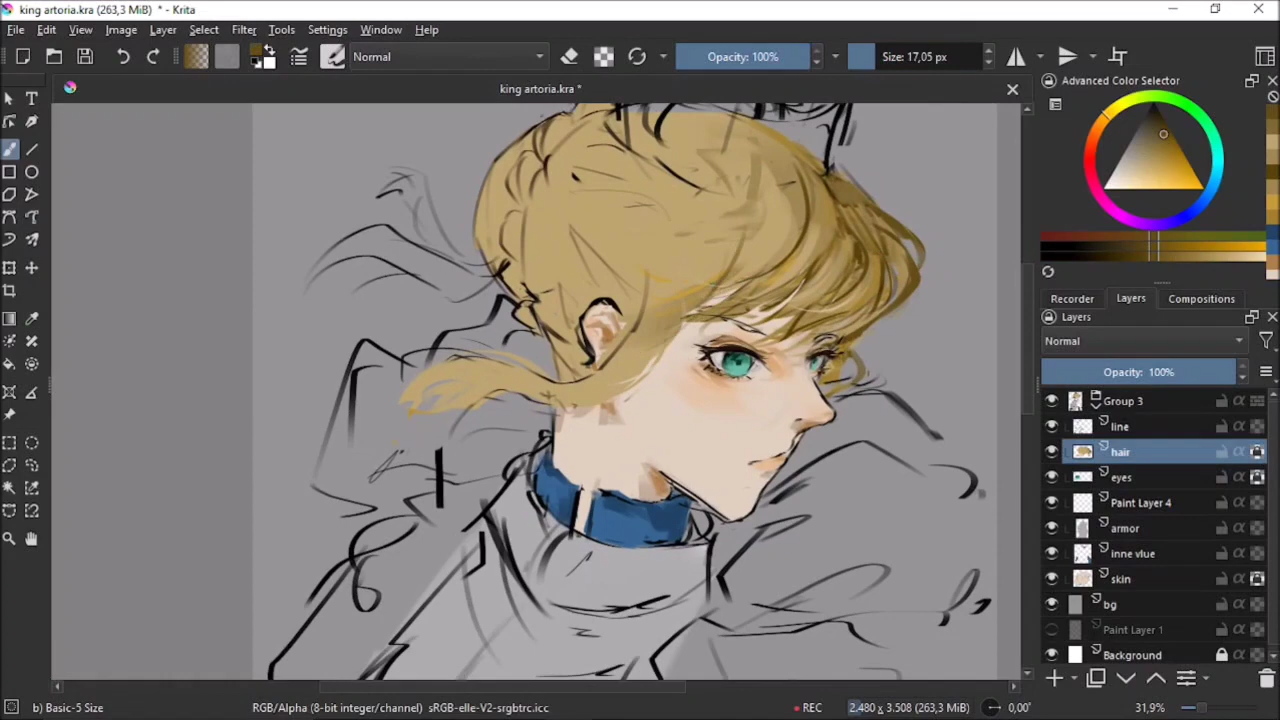 king artoria.kra (263,3 MiB) * - Krita
File Edit View Image Layer Select Filter Tools Settings Window Help
Normal
Opacity: 100%
Size: 17,05 px
king artoria.kra *
Advanced Color Selector
Recorder Layers Compositions
Layers
Normal
Opacity: 100%
Group 3
line
hair
eyes
Paint Layer 4
armor
inne vlue
skin
bg
Paint Layer 1
Background
b) Basic-5 Size
RGB/Alpha (8-bit integer/channel) sRGB-elle-V2-srgbtrc.icc
REC
2.480 x 3.508 (263,3 MiB)
0,00°
31,9%